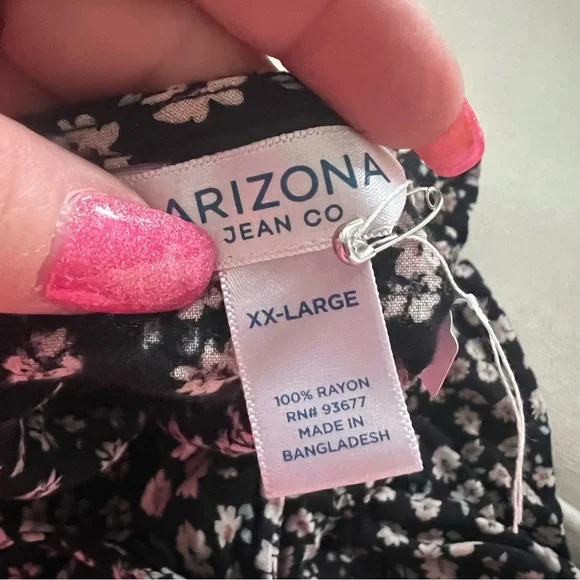 ARIZONA
JEAN CO
XX-LARGE
100% RAYON
RN# 93677
MADE IN
BANGLADESH